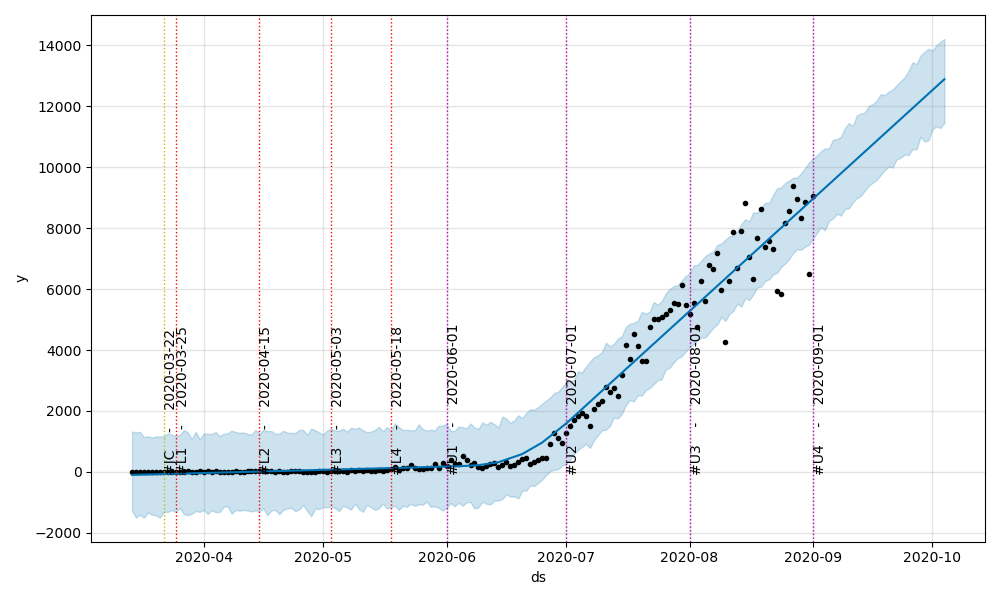 14000
12000
10000
8000
6000
4000
2000
0
−2000
y
#JC - 2020-03-22
#L1 - 2020-03-25
#L2 - 2020-04-15
#L3 - 2020-05-03
#L4 - 2020-05-18
#U1 - 2020-06-01
#U2 - 2020-07-01
#U3 - 2020-08-01
#U4 - 2020-09-01
2020-04 2020-05 2020-06 2020-07 2020-08 2020-09 2020-10
ds